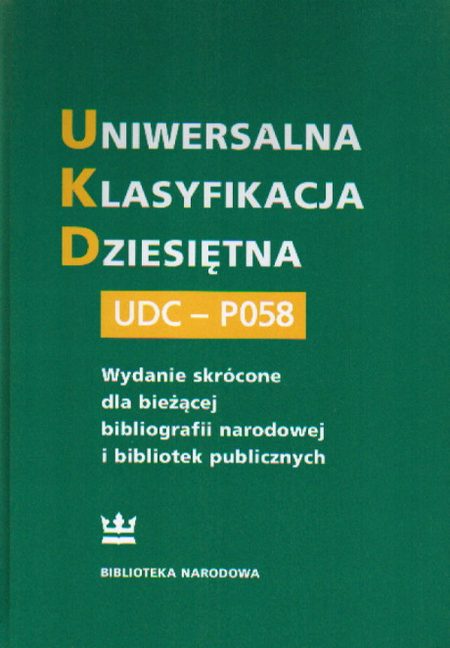 UNIWERSALNA
KLASYFIKACJA
DZIESIĘTNA
UDC – P058
Wydanie skrócone
dla bieżącej
bibliografii narodowej
i bibliotek publicznych
BIBLIOTEKA NARODOWA